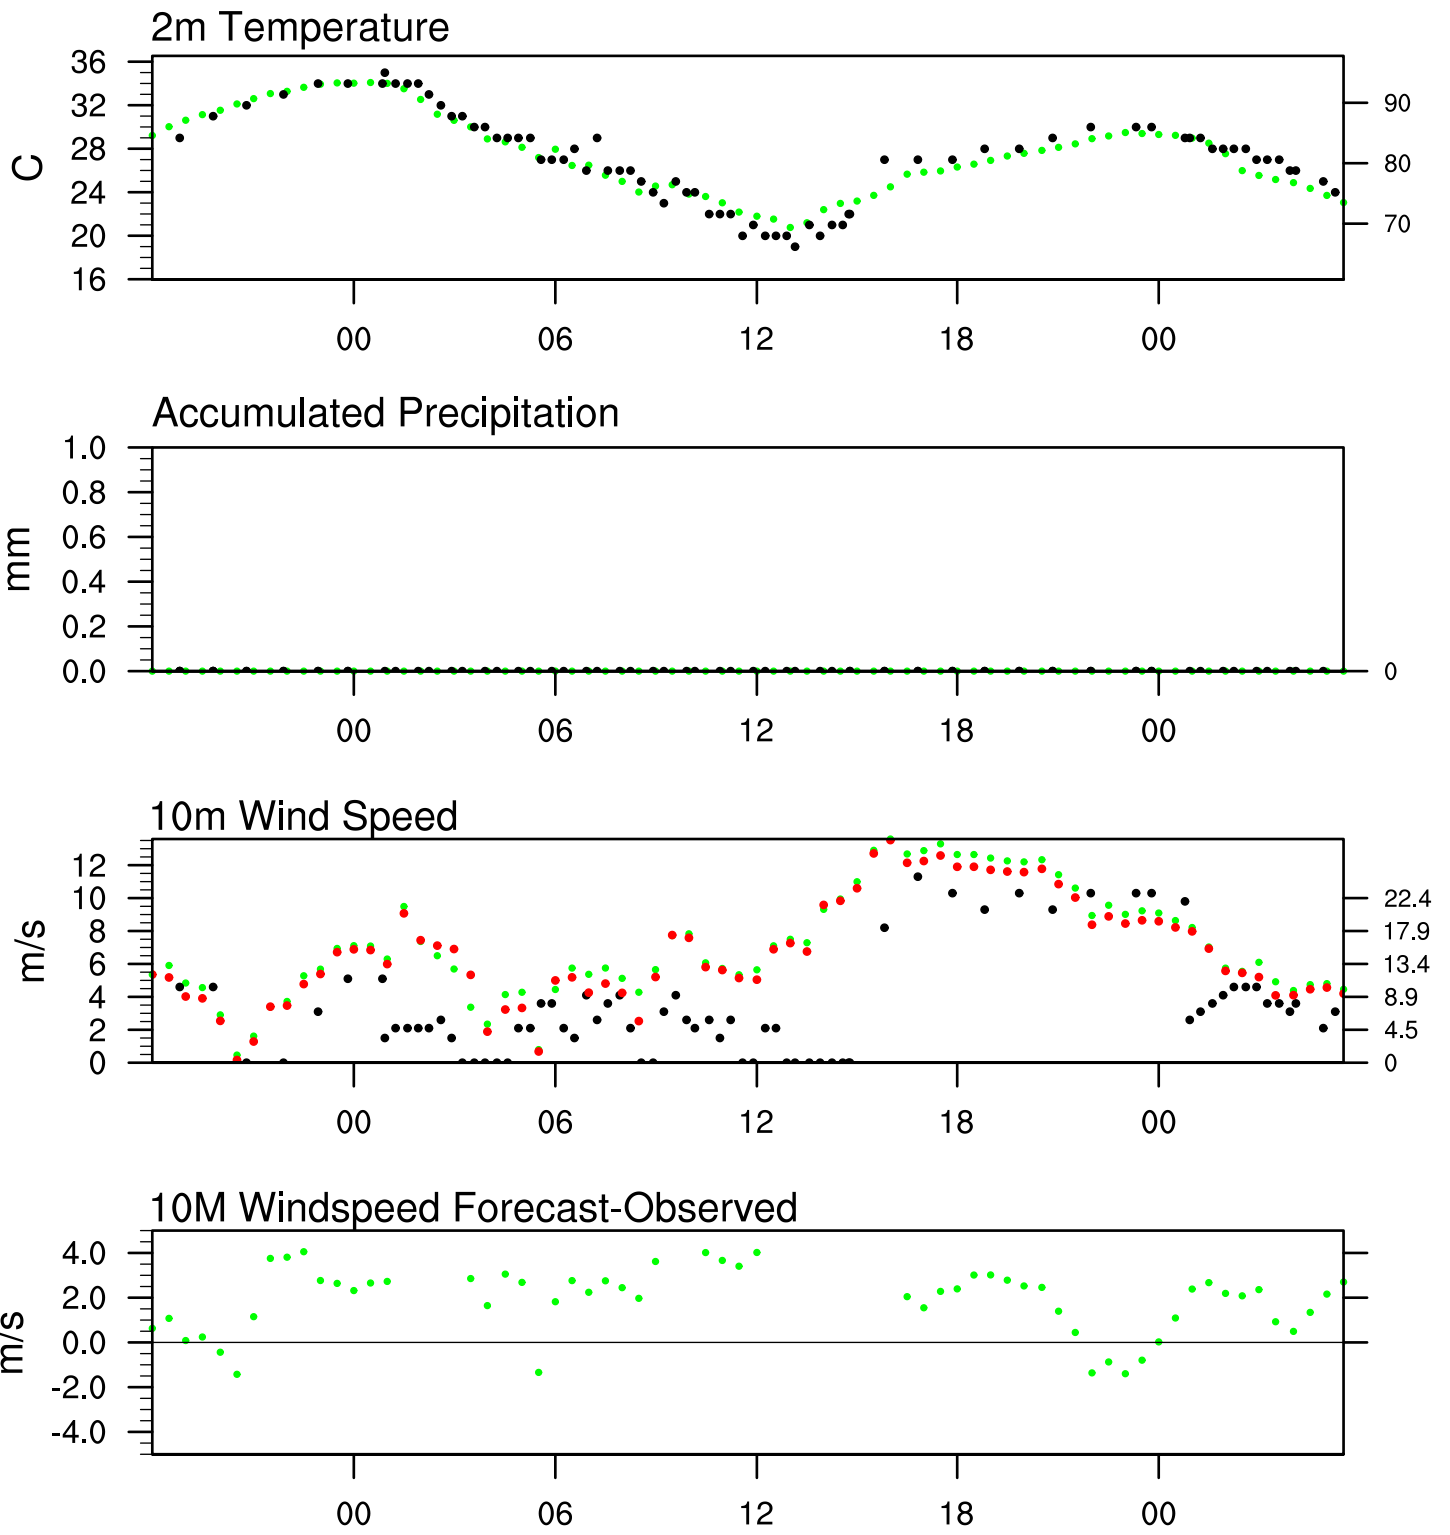 2m Temperature
36
32
28
24
20
16
C
90
80
70
00 06 12 18 00
Accumulated Precipitation
1.0
0.8
0.6
0.4
0.2
0.0
mm
0
00 06 12 18 00
10m Wind Speed
12
10
8
6
4
2
0
m/s
22.4
17.9
13.4
8.9
4.5
0
00 06 12 18 00
10M Windspeed Forecast-Observed
4.0
2.0
0.0
-2.0
-4.0
m/s
00 06 12 18 00